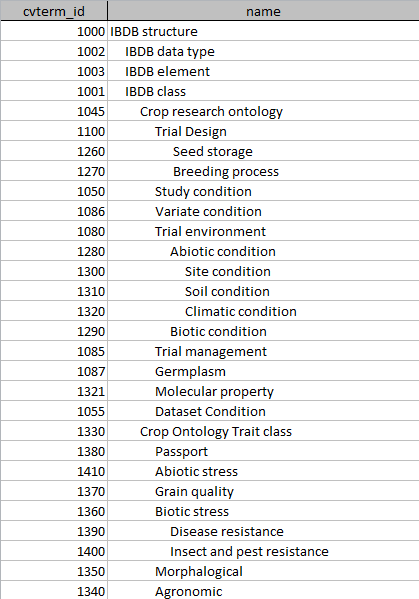 cvterm_id name
1000 IBDB structure
1002 IBDB data type
1003 IBDB element
1001 IBDB class
1045 Crop research ontology
1100 Trial Design
1260 Seed storage
1270 Breeding process
1050 Study condition
1086 Variate condition
1080 Trial environment
1280 Abiotic condition
1300 Site condition
1310 Soil condition
1320 Climatic condition
1290 Biotic condition
1085 Trial management
1087 Germplasm
1321 Molecular property
1055 Dataset Condition
1330 Crop Ontology Trait class
1380 Passport
1410 Abiotic stress
1370 Grain quality
1360 Biotic stress
1390 Disease resistance
1400 Insect and pest resistance
1350 Morphalogical
1340 Agronomic